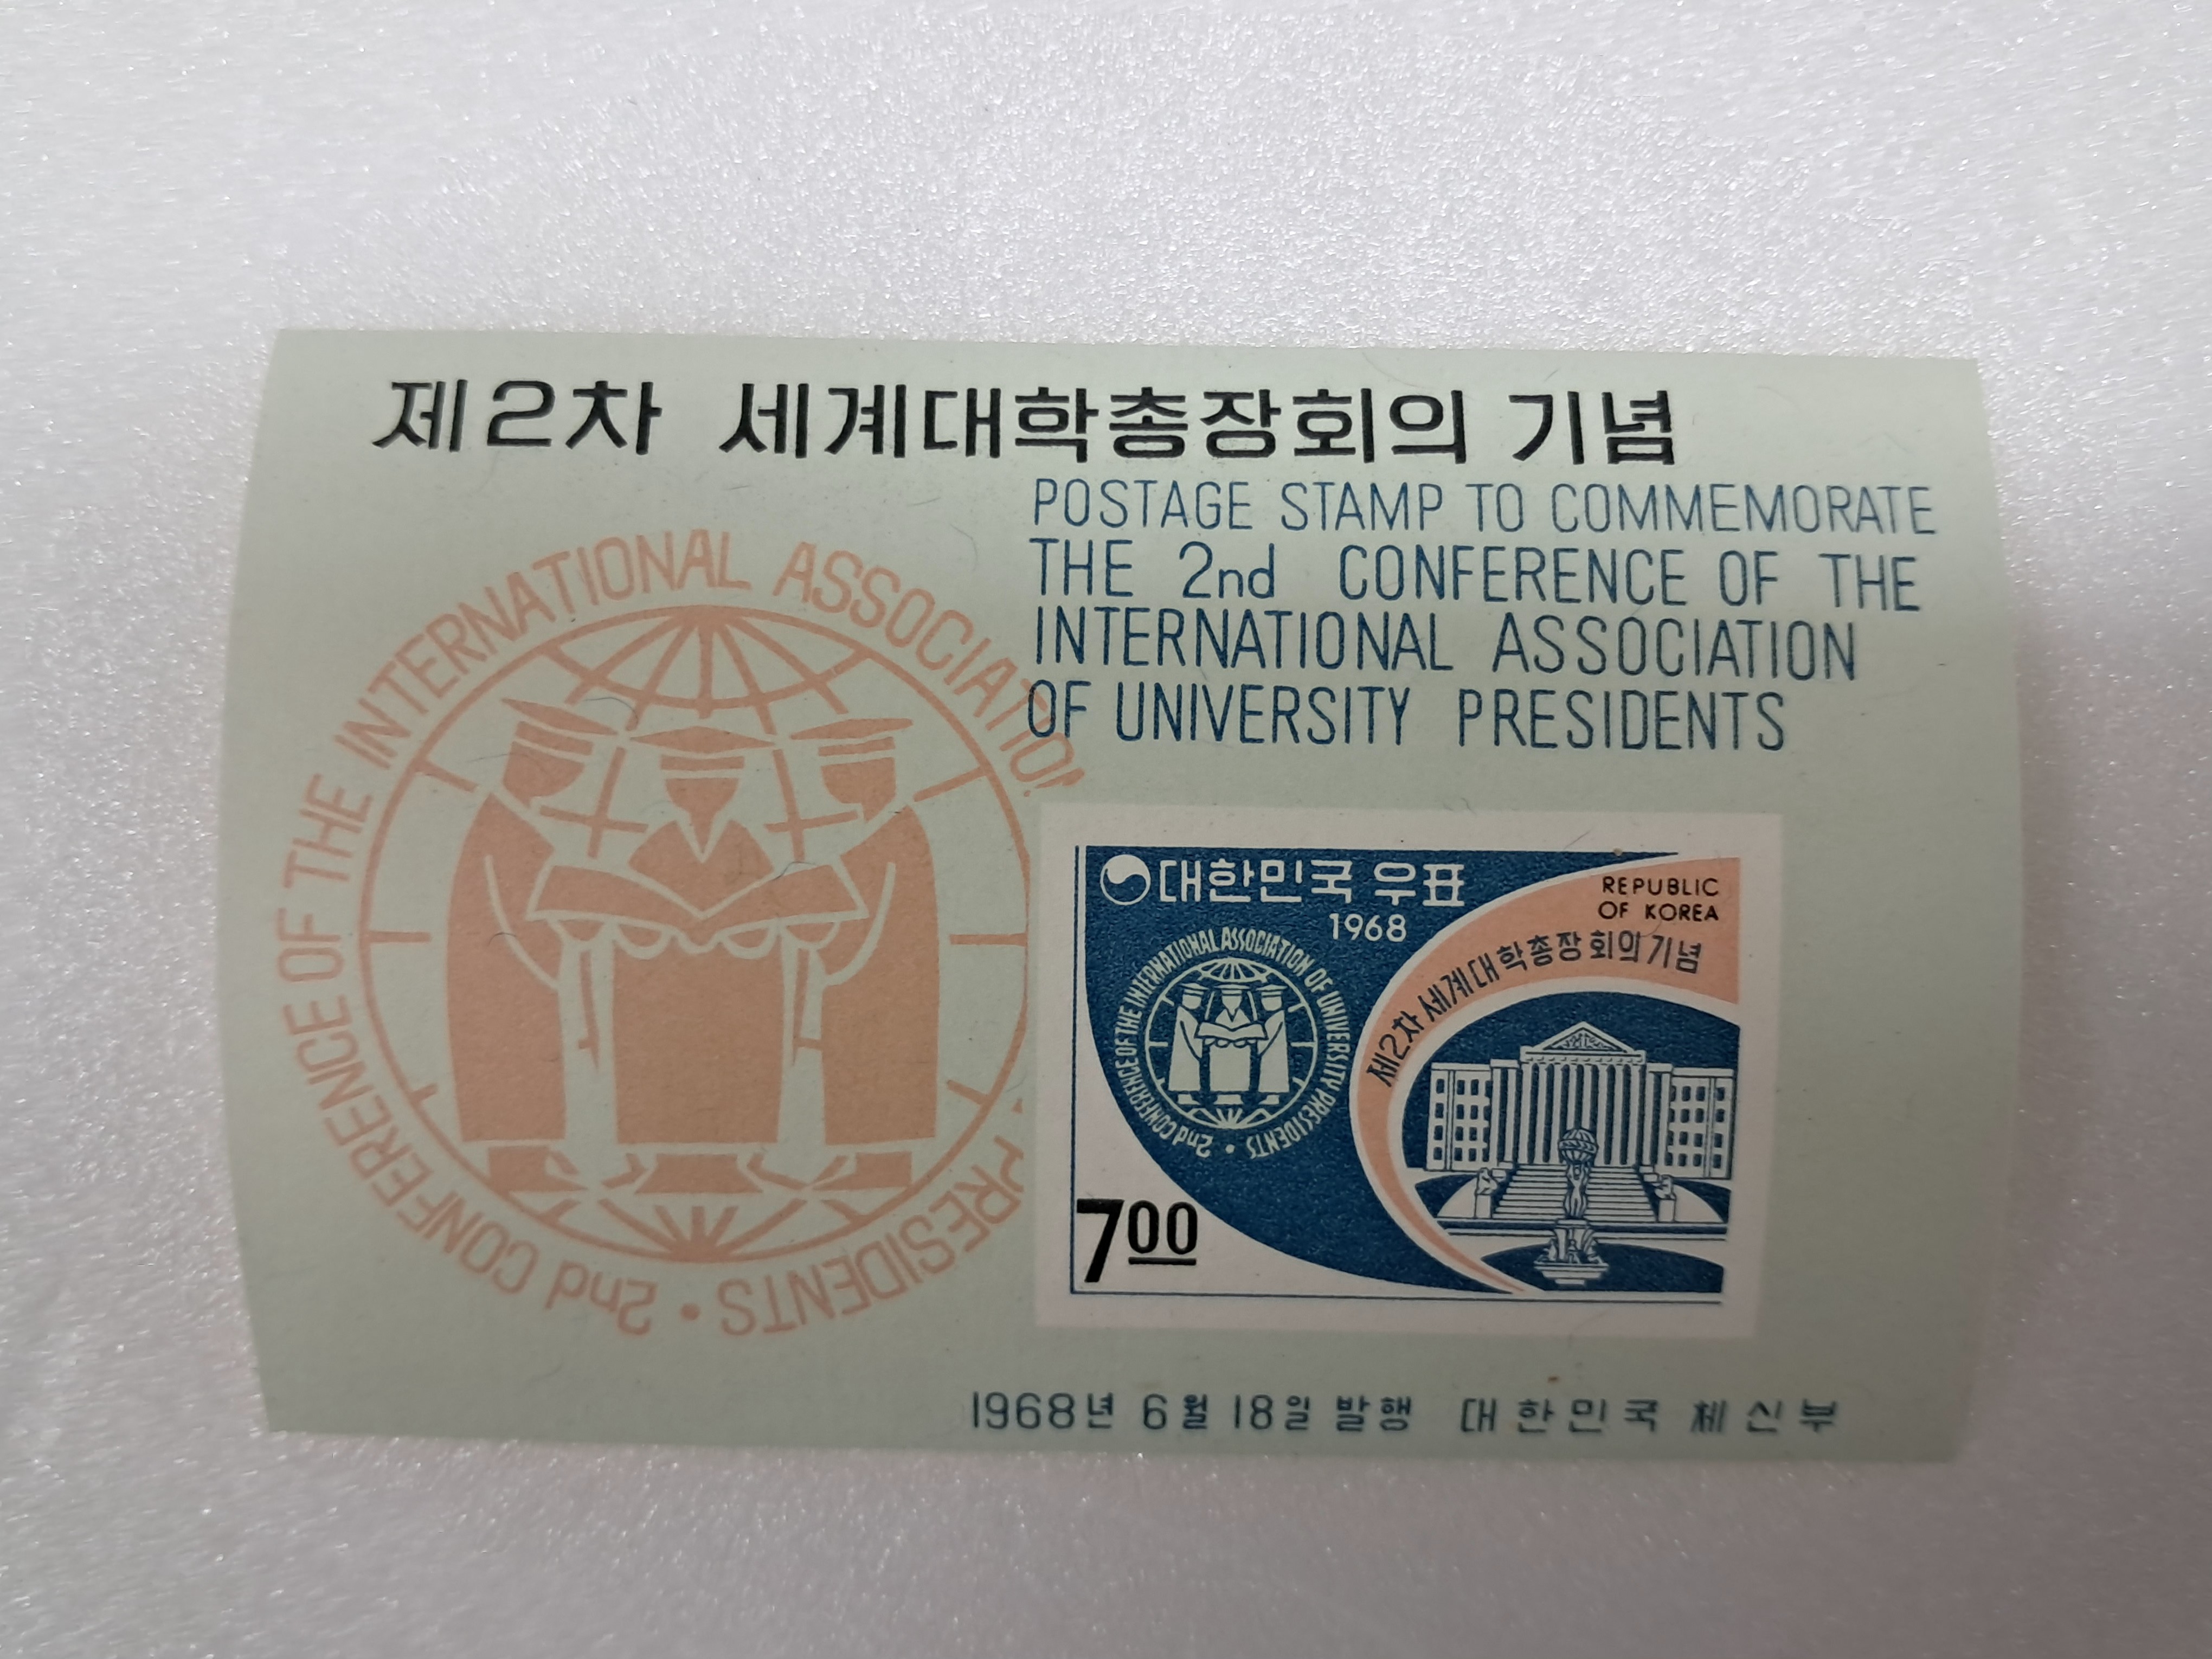 제2차 세계대학총장회의 기념
POSTAGE STAMP TO COMMEMORATE
THE 2nd CONFERENCE OF THE
INTERNATIONAL ASSOCIATION
OF UNIVERSITY PRESIDENTS
2nd CONFERENCE OF THE INTERNATIONAL ASSOCIATION PRESIDENTS •
대한민국 우표
1968
REPUBLIC
OF KOREA
제2차 세계대학총장회의기념
2nd CONFERENCE OF THE INTERNATIONAL ASSOCIATION OF UNIVERSITY PRESIDENTS •
700
1968년 6월 18일 발행 대한민국 체신부